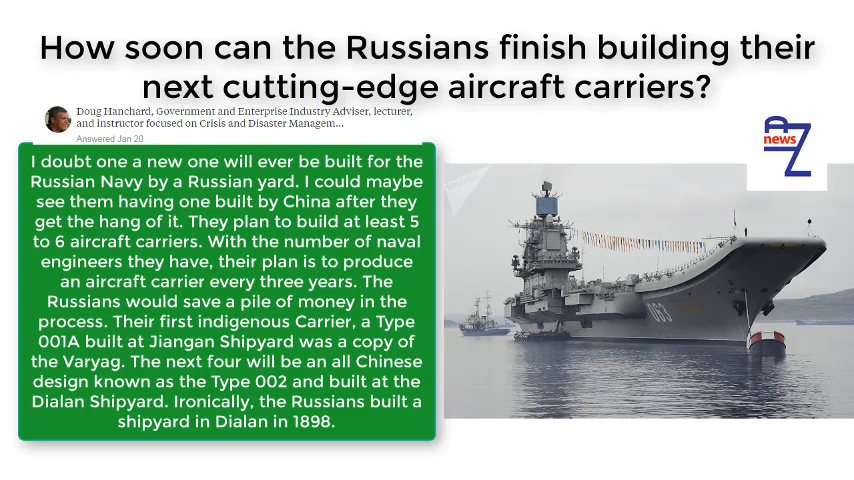 How soon can the Russians finish building their
next cutting-edge aircraft carriers?
Doug Hanchard, Government and Enterprise Industry Adviser, lecturer,
and instructor focused on Crisis and Disaster Managem...
Answered Jan 20
I doubt one a new one will ever be built for the
Russian Navy by a Russian yard. I could maybe
see them having one built by China after they
get the hang of it. They plan to build at least 5
to 6 aircraft carriers. With the number of naval
engineers they have, their plan is to produce
an aircraft carrier every three years. The
Russians would save a pile of money in the
process. Their first indigenous Carrier, a Type
001A built at Jiangan Shipyard was a copy of
the Varyag. The next four will be an all Chinese
design known as the Type 002 and built at the
Dialan Shipyard. Ironically, the Russians built a
shipyard in Dialan in 1898.
news
063